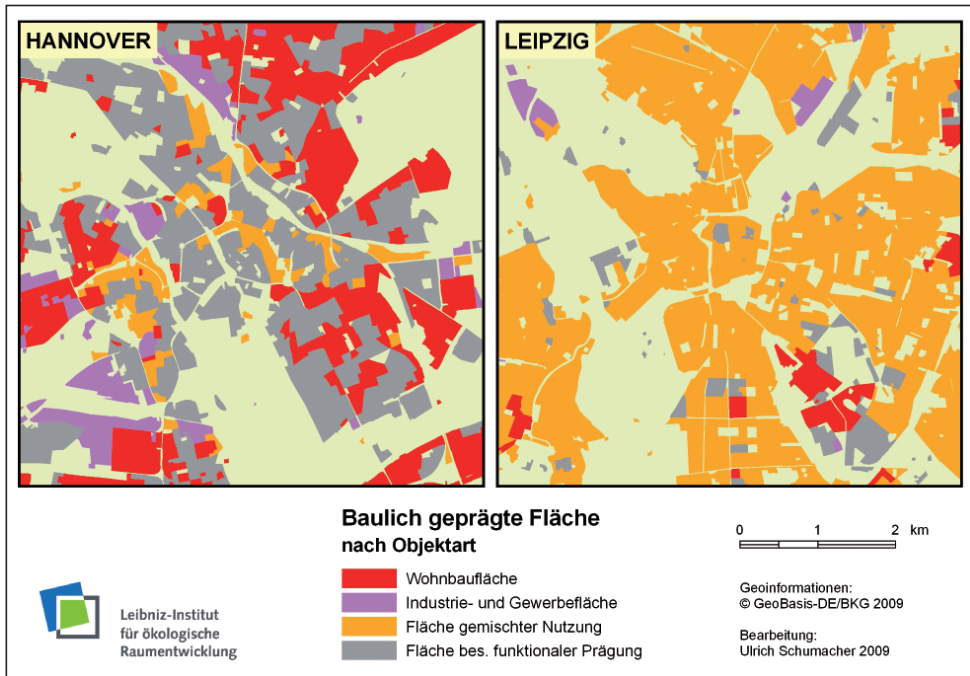 HANNOVER
LEIPZIG
Baulich geprägte Fläche
nach Objektart
Wohnbaufläche
Industrie- und Gewerbefläche
Fläche gemischter Nutzung
Fläche bes. funktionaler Prägung
0 1 2 km
Geoinformationen:
© GeoBasis-DE/BKG 2009
Bearbeitung:
Ulrich Schumacher 2009
Leibniz-Institut
für ökologische
Raumentwicklung